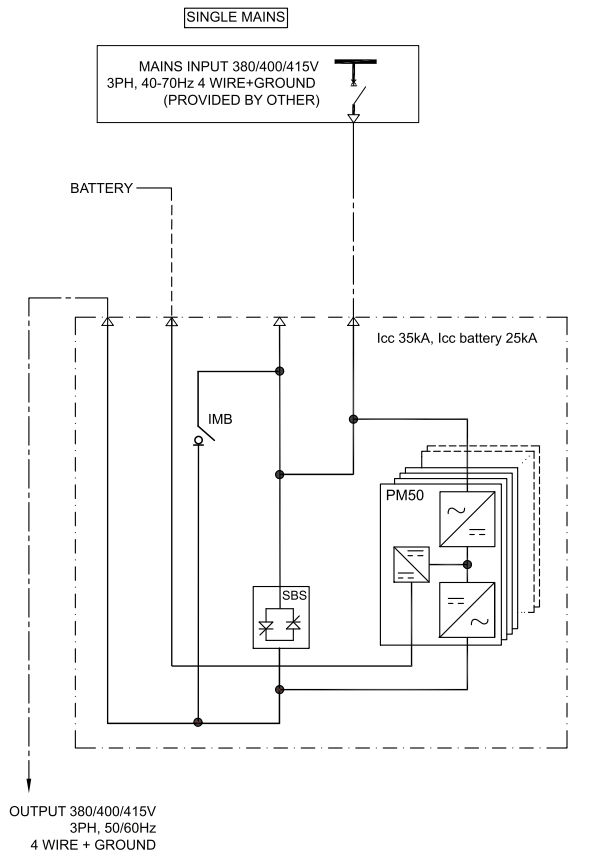 SINGLE MAINS
MAINS INPUT 380/400/415V
3PH, 40-70Hz 4 WIRE+GROUND
(PROVIDED BY OTHER)
BATTERY
Icc 35kA, Icc battery 25kA
IMB
PM50
SBS
OUTPUT 380/400/415V
3PH, 50/60Hz
4 WIRE + GROUND